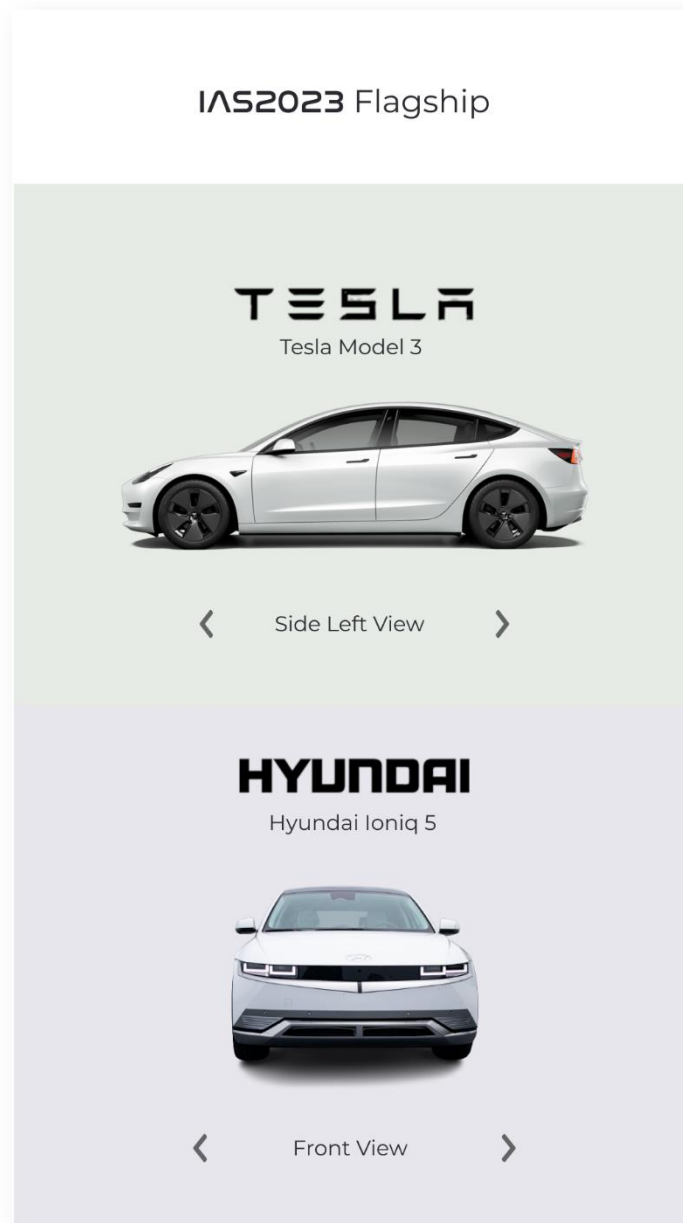 IAS2023 Flagship
TESLA
Tesla Model 3
Side Left View
HYUNDAI
Hyundai Ioniq 5
Front View